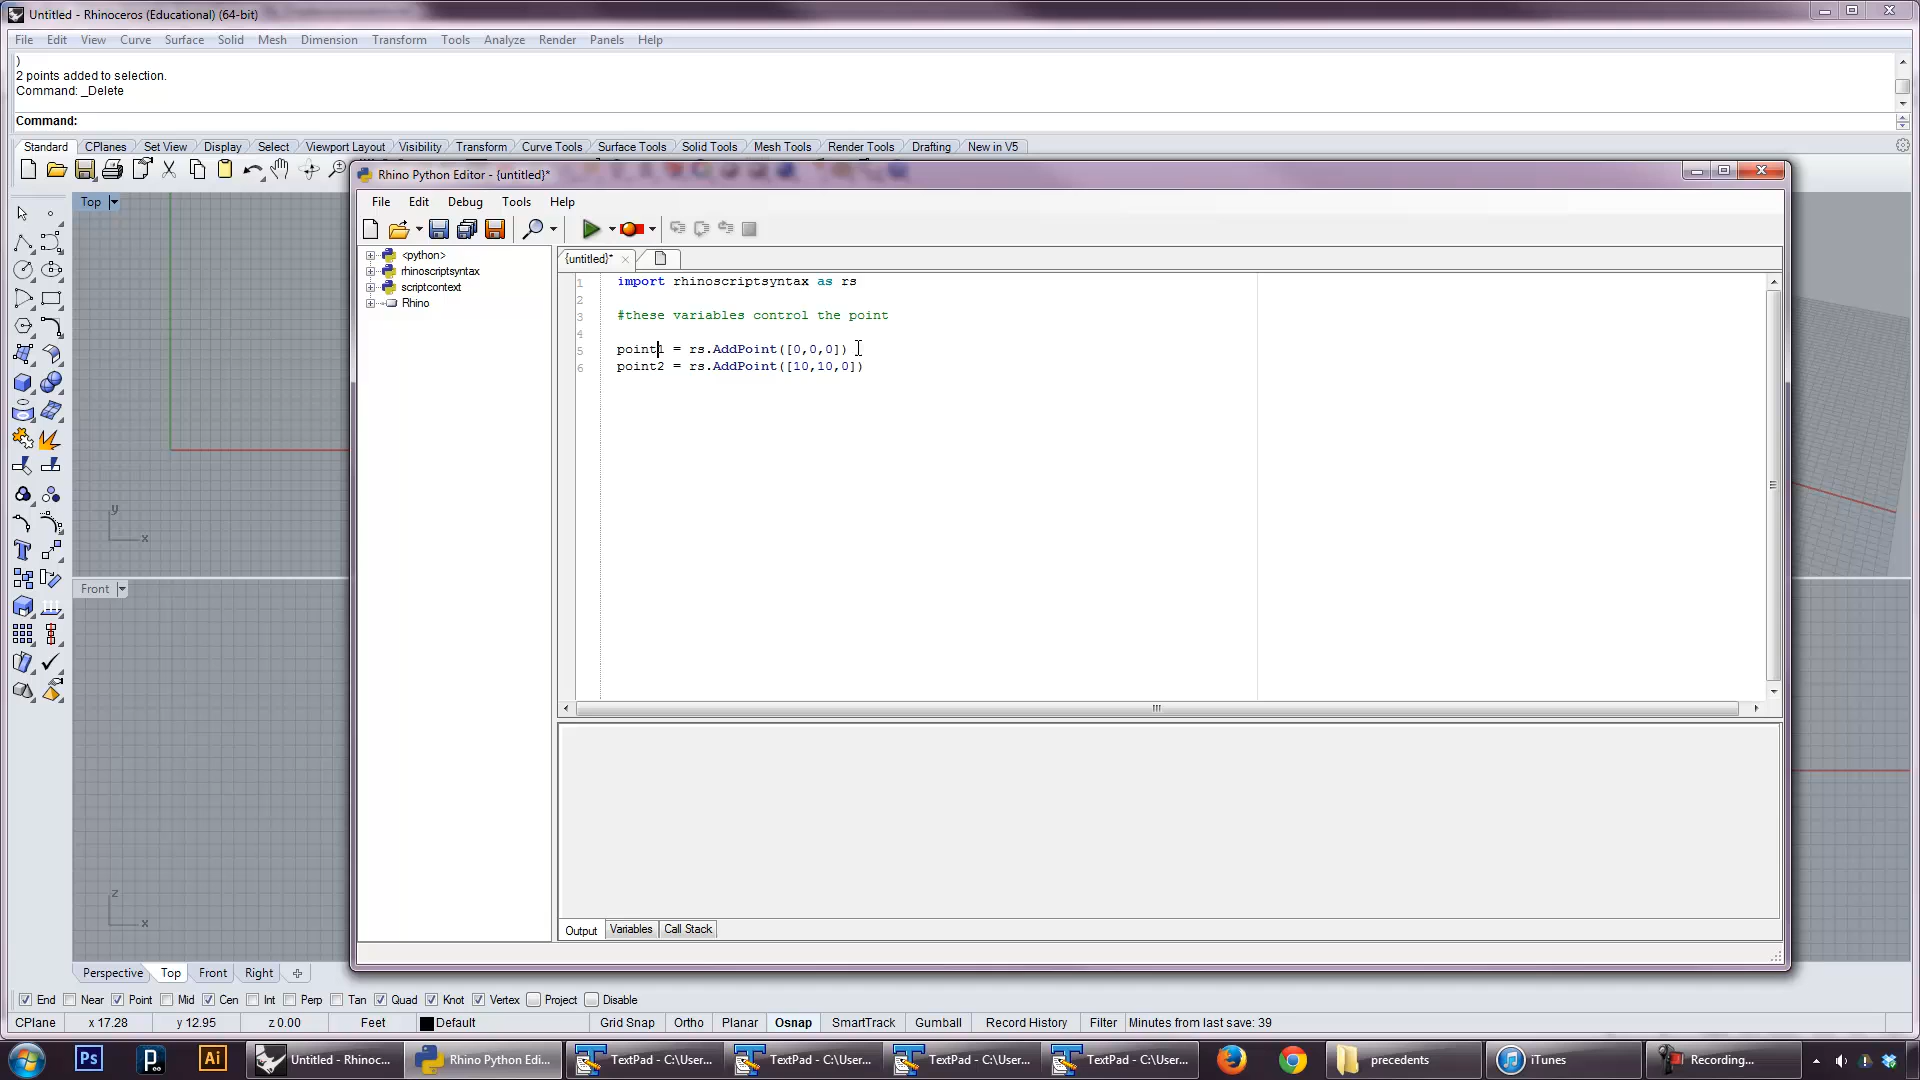 Untitled - Rhinoceros (Educational) (64-bit)
File Edit View Curve Surface Solid Mesh Dimension Transform Tools Analyze Render Panels Help
)
2 points added to selection.
Command: _Delete
Command:
Standard CPlanes Set View Display Select Viewport Layout Visibility Transform Curve Tools Surface Tools Solid Tools Mesh Tools Render Tools Drafting New in V5
Rhino Python Editor - {untitled}*
Top
File Edit Debug Tools Help
<python>
rhinoscriptsyntax
scriptcontext
Rhino
{untitled}*
1 import rhinoscriptsyntax as rs
2
3 #these variables control the point
4
5 point1 = rs.AddPoint([0,0,0])
6 point2 = rs.AddPoint([10,10,0])
y
x
Front
z
x
Output Variables Call Stack
Perspective Top Front Right
End Near Point Mid Cen Int Perp Tan Quad Knot Vertex Project Disable
CPlane x 17.28 y 12.95 z 0.00 Feet Default Grid Snap Ortho Planar Osnap SmartTrack Gumball Record History Filter Minutes from last save: 39
Ps p Ai Untitled - Rhinoc... Rhino Python Edi... TextPad - C:\User... TextPad - C:\User... TextPad - C:\User... TextPad - C:\User... precedents iTunes Recording...